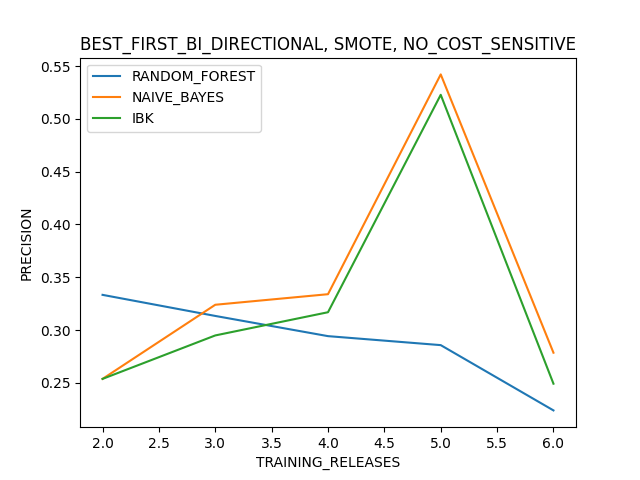 BEST_FIRST_BI_DIRECTIONAL, SMOTE, NO_COST_SENSITIVE
RANDOM_FOREST
NAIVE_BAYES
IBK
PRECISION
0.55
0.50
0.45
0.40
0.35
0.30
0.25
2.0 2.5 3.0 3.5 4.0 4.5 5.0 5.5 6.0
TRAINING_RELEASES